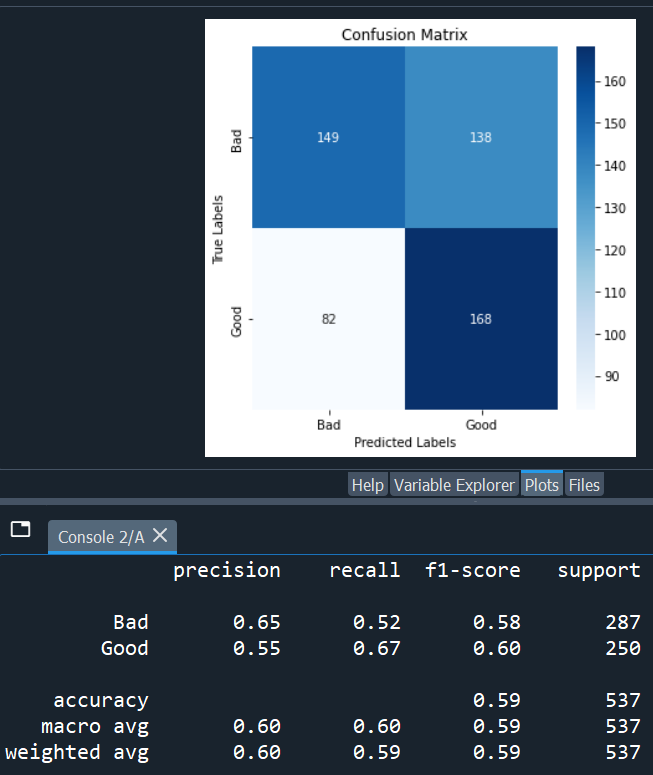 Confusion Matrix
Bad
149
138
160
150
140
130
120
110
100
90
True Labels
Good
82
168
Bad
Good
Predicted Labels
Help Variable Explorer Plots Files
Console 2/A
precision recall f1-score support
Bad 0.65 0.52 0.58 287
Good 0.55 0.67 0.60 250
accuracy 0.59 537
macro avg 0.60 0.60 0.59 537
weighted avg 0.60 0.59 0.59 537